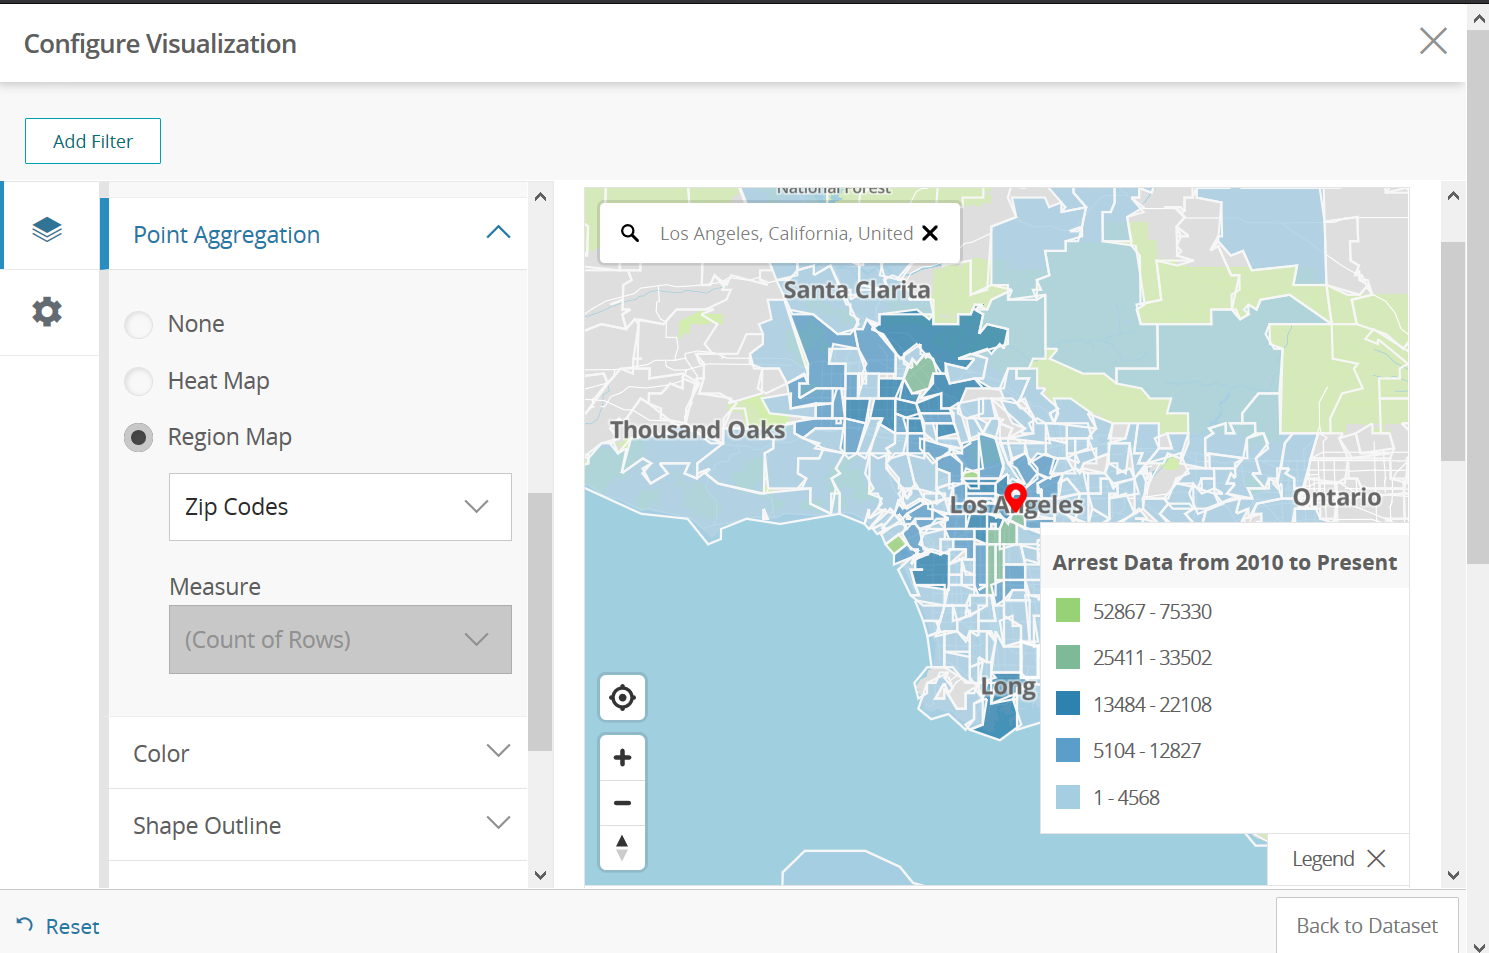 Configure Visualization
Add Filter
Point Aggregation
None
Heat Map
Region Map
Zip Codes
Measure
(Count of Rows)
Color
Shape Outline
Reset
National Forest
Los Angeles, California, United
Santa Clarita
Thousand Oaks
Los Angeles
Ontario
Long
Arrest Data from 2010 to Present
52867 - 75330
25411 - 33502
13484 - 22108
5104 - 12827
1 - 4568
Legend
Back to Dataset